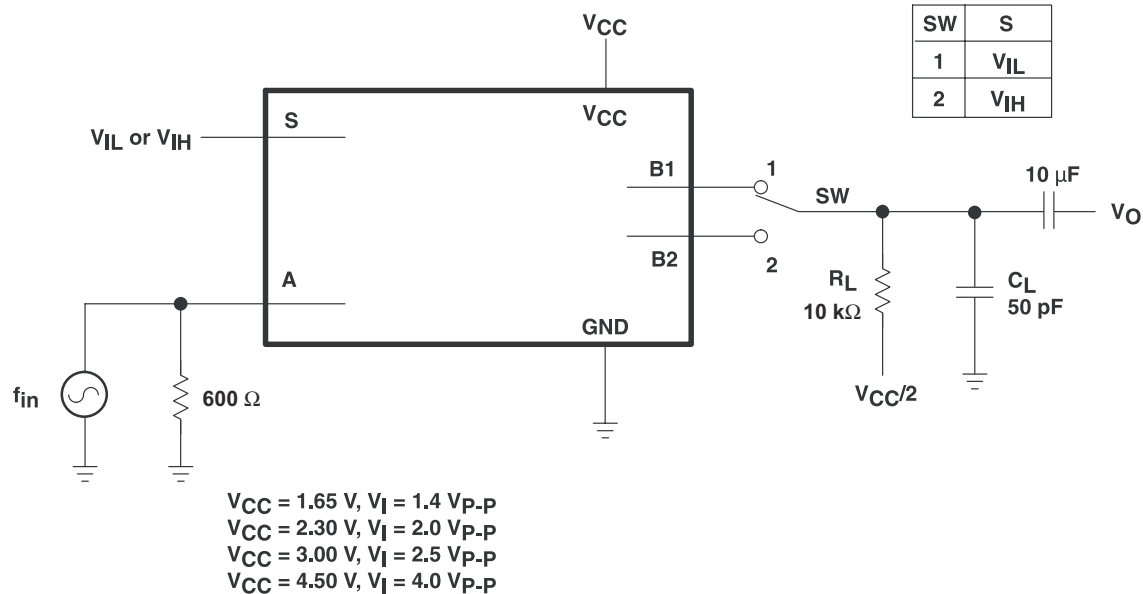 VCC
SW S
1 VIL
2 VIH
VCC
S
VIL or VIH
B1
1
SW
10 µF
VO
B2
2
A
RL
10 kΩ
CL
50 pF
GND
fin
600 Ω
VCC/2
VCC = 1.65 V, VI = 1.4 VP-P
VCC = 2.30 V, VI = 2.0 VP-P
VCC = 3.00 V, VI = 2.5 VP-P
VCC = 4.50 V, VI = 4.0 VP-P